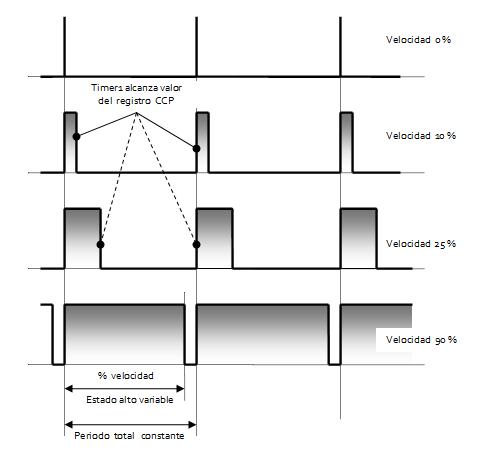 Velocidad 0%
Timer1 alcanza valor
del registro CCP
Velocidad 10%
Velocidad 25%
Velocidad 90%
% velocidad
Estado alto variable
Periodo total constante